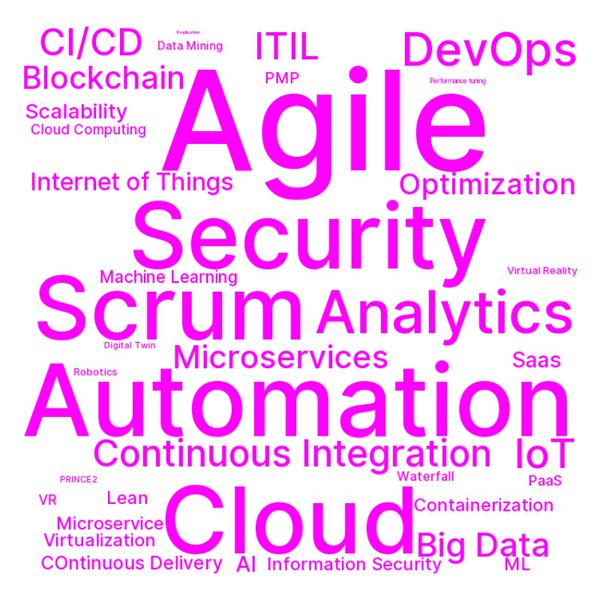 Replication
CI/CD
Data Mining
ITIL
DevOps
Blockchain
PMP
Performance tuning
Agile
Scalability
Cloud Computing
Internet of Things
Optimization
Security
Machine Learning
Virtual Reality
Scrum
Analytics
Digital Twin
Microservices
Saas
Robotics
Automation
Continuous Integration
IoT
Waterfall
PRINCE2
PaaS
VR
Lean
Cloud
Containerization
Microservice
Virtualization
Big Data
COntinuous Delivery
AI
Information Security
ML